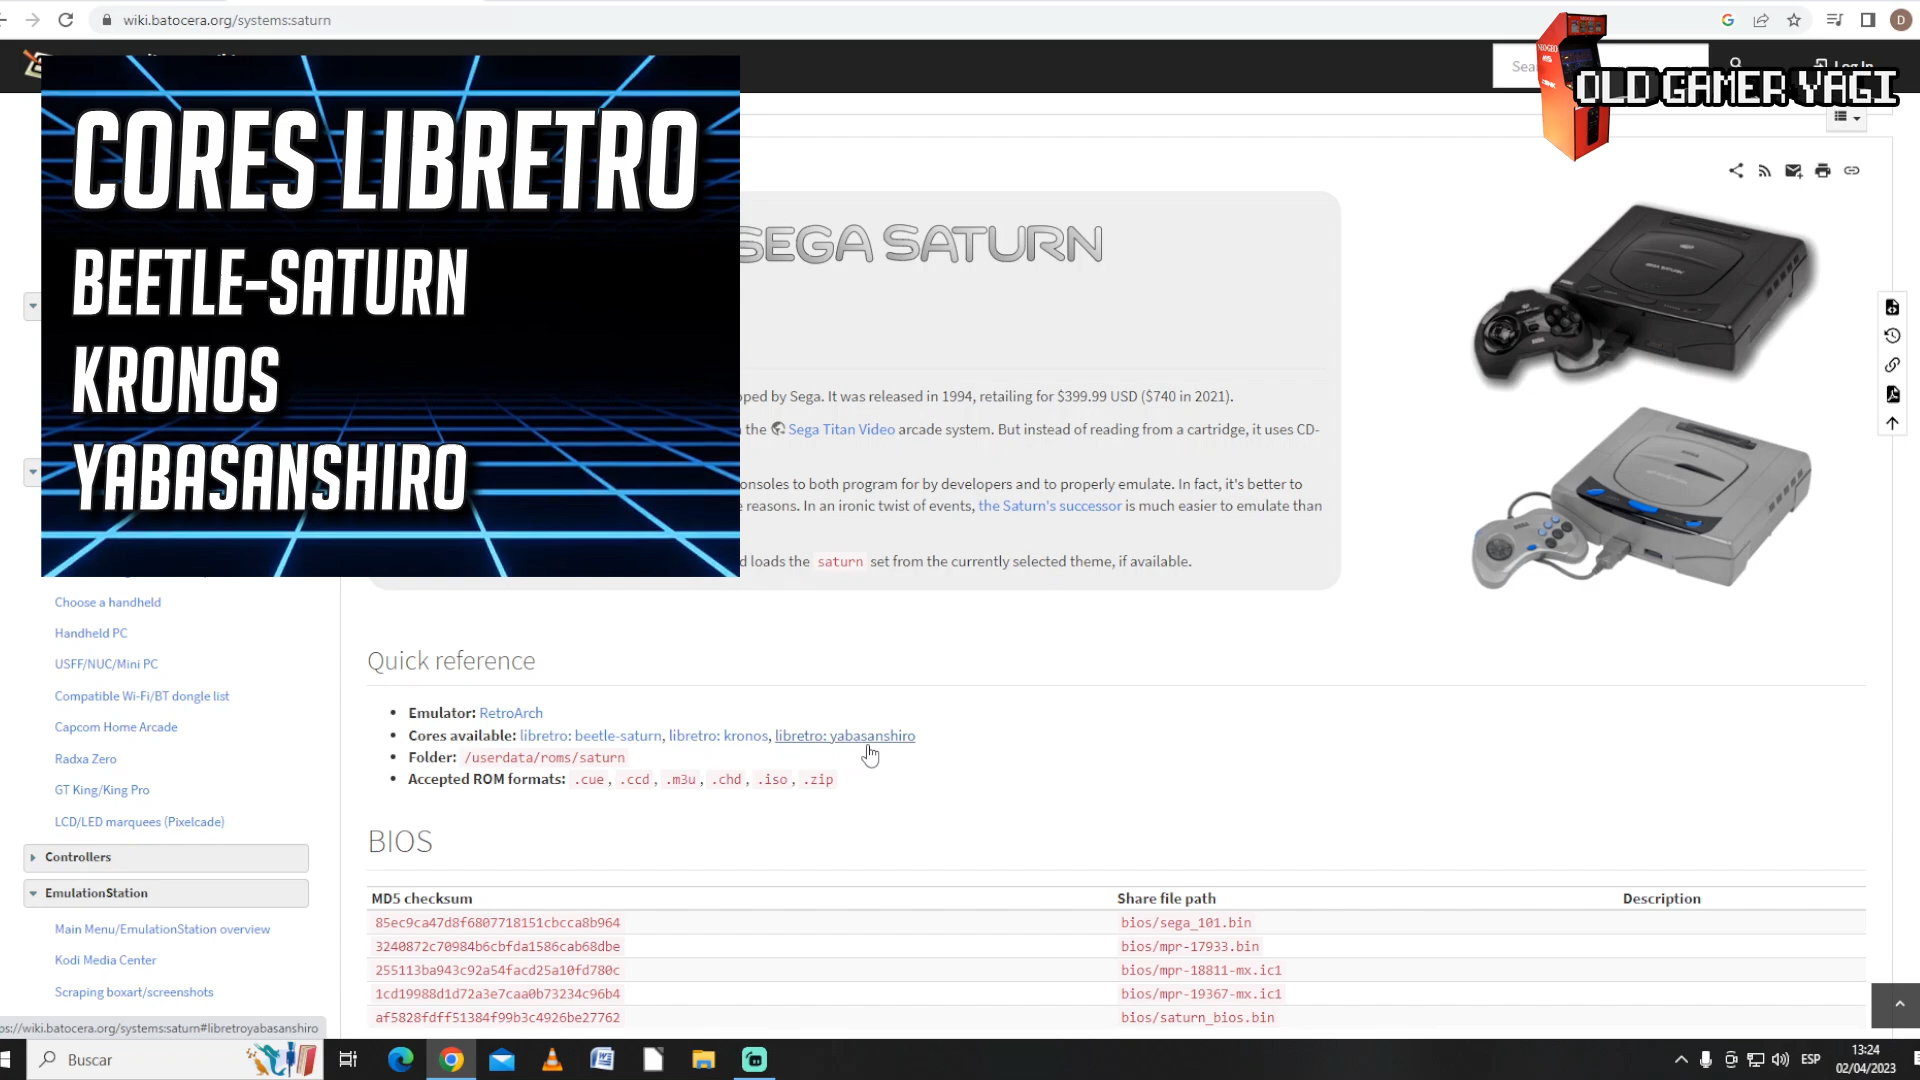 wiki.batocera.org/systems:saturn
D
OLD GAMER YAGI
Log In
CORES LIBRETRO
BEETLE-SATURN
KRONOS
YABASANSHIRO
SEGA SATURN
oped by Sega. It was released in 1994, retailing for $399.99 USD ($740 in 2021).
the Sega Titan Video arcade system. But instead of reading from a cartridge, it uses CD-
onsoles to both program for by developers and to properly emulate. In fact, it's better to
reasons. In an ironic twist of events, the Saturn's successor is much easier to emulate than
d loads the saturn set from the currently selected theme, if available.
Choose a handheld
Handheld PC
USFF/NUC/Mini PC
Compatible Wi-Fi/BT dongle list
Capcom Home Arcade
Radxa Zero
GT King/King Pro
LCD/LED marquees (Pixelcade)
Controllers
EmulationStation
Main Menu/EmulationStation overview
Kodi Media Center
Scraping boxart/screenshots
Quick reference
• Emulator: RetroArch
• Cores available: libretro: beetle-saturn, libretro: kronos, libretro: yabasanshiro
• Folder: /userdata/roms/saturn
• Accepted ROM formats: .cue, .ccd, .m3u, .chd, .iso, .zip
BIOS
MD5 checksum Share file path Description
85ec9ca47d8f6807718151cbcca8b964 bios/sega_101.bin
3240872c70984b6cbfda1586cab68dbe bios/mpr-17933.bin
255113ba943c92a54facd25a10fd780c bios/mpr-18811-mx.ic1
1cd19988d1d72a3e7caa0b73234c96b4 bios/mpr-19367-mx.ic1
af5828fdff51384f99b3c4926be27762 bios/saturn_bios.bin
ps://wiki.batocera.org/systems:saturn#libretroyabasanshiro
Buscar
ESP
13:24
02/04/2023